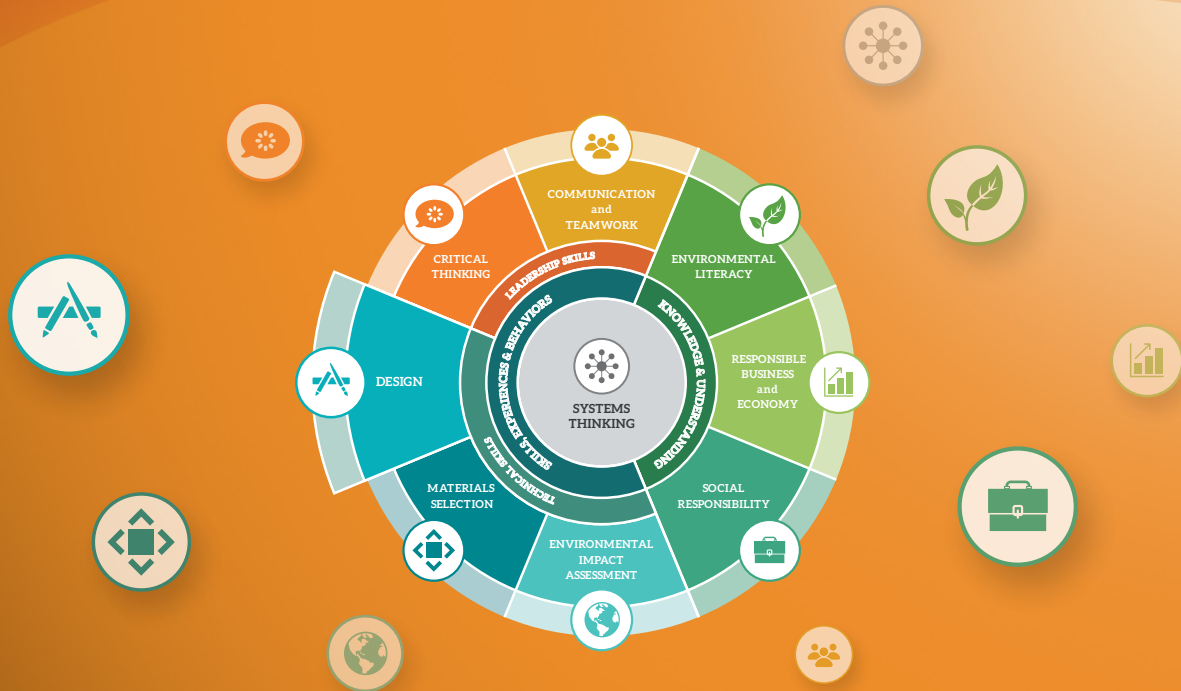 COMMUNICATION
and
TEAMWORK
CRITICAL
THINKING
ENVIRONMENTAL
LITERACY
LEADERSHIP SKILLS
SKILLS, EXPERIENCES & BEHAVIORS
KNOWLEDGE & UNDERSTANDING
DESIGN
RESPONSIBLE
BUSINESS
and
ECONOMY
SYSTEMS
THINKING
TECHNICAL SKILLS
MATERIALS
SELECTION
SOCIAL
RESPONSIBILITY
ENVIRONMENTAL
IMPACT
ASSESSMENT